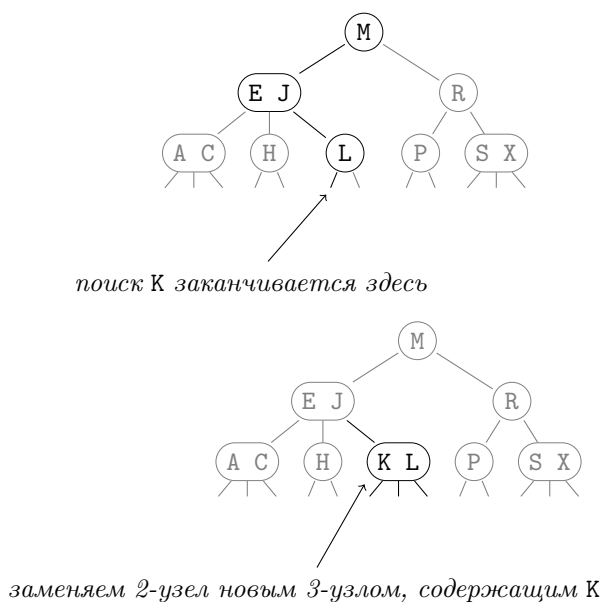 M
E J R
A C H L P S X
поиск K заканчивается здесь
M
E J R
A C H K L P S X
заменяем 2-узел новым 3-узлом, содержащим K